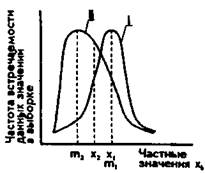 II
I
Частота встречаемости
данных значений
в выборке
m₂ x₂ x₁
m₁
Частные
значения xᵢ